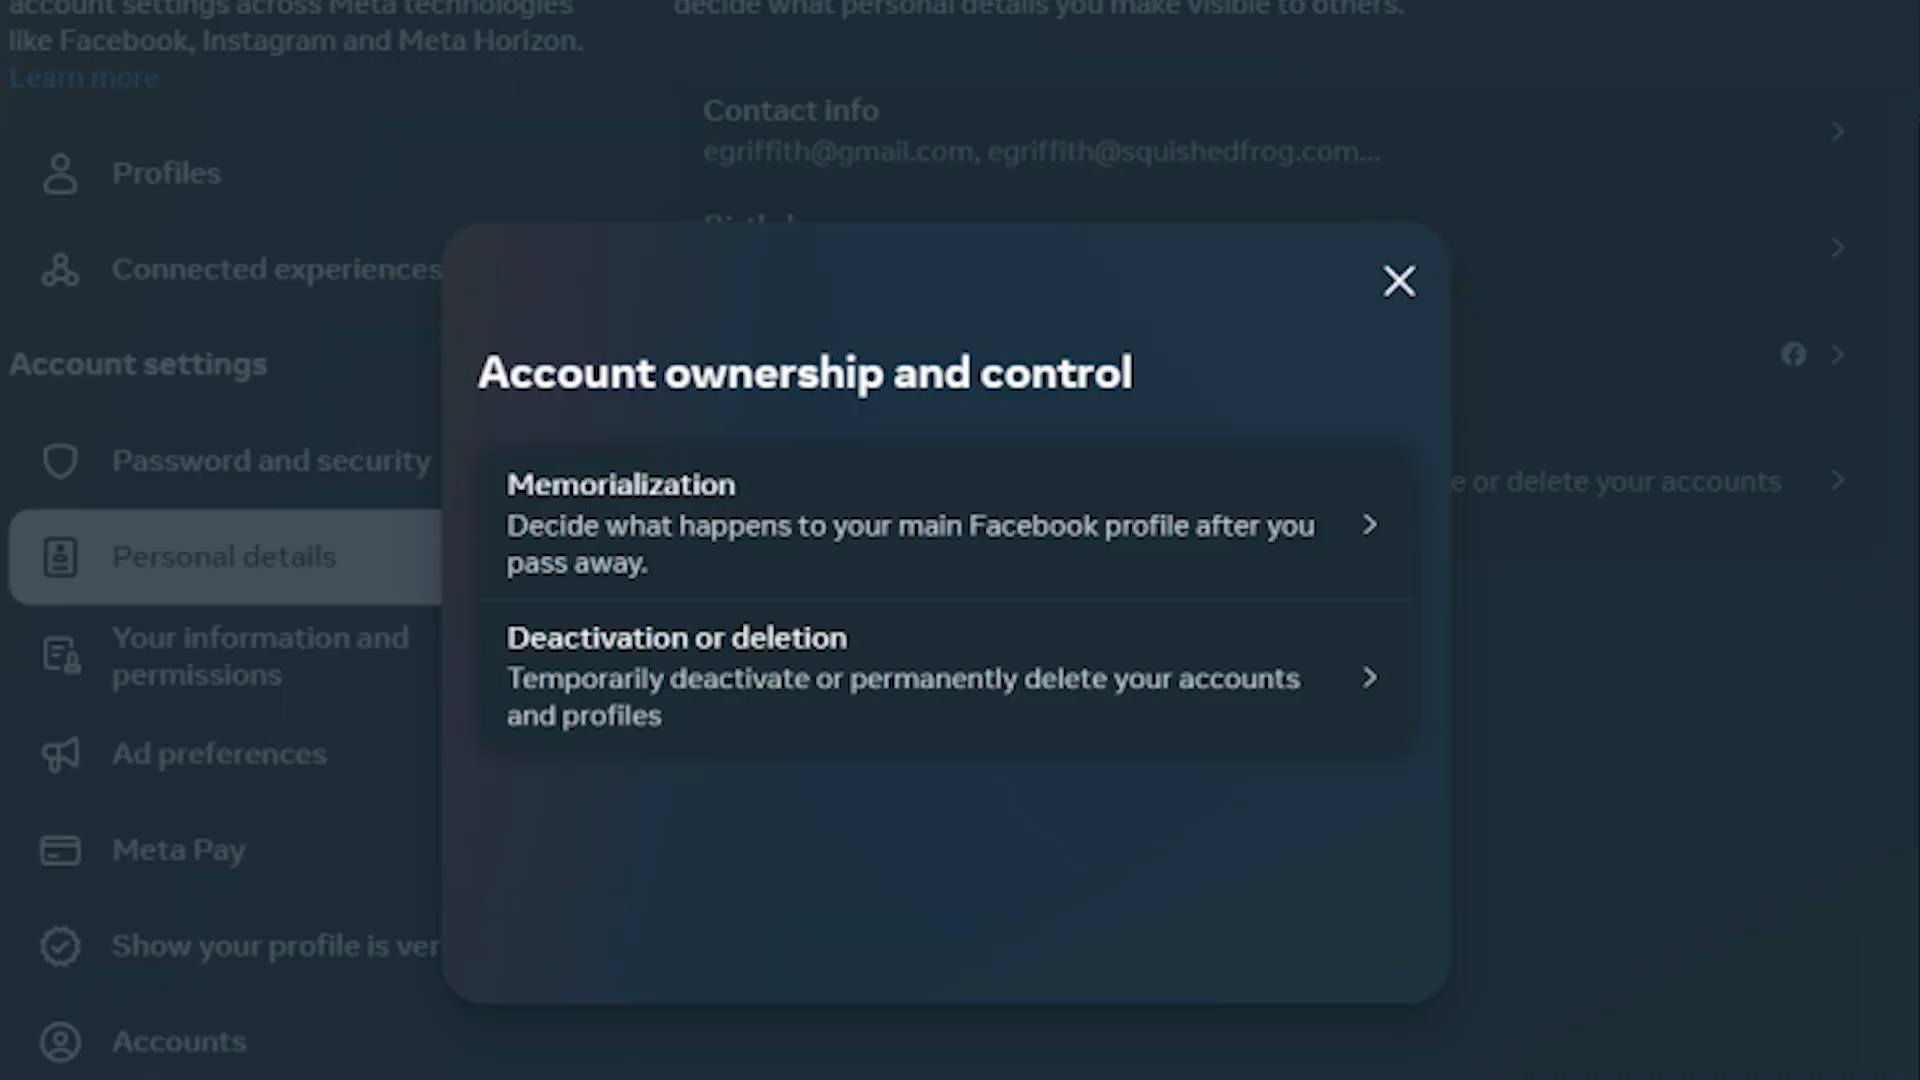 account settings across Meta technologies
like Facebook, Instagram and Meta Horizon.
Learn more
Profiles
Connected experiences
Account settings
Password and security
Personal details
Your information and
permissions
Ad preferences
Meta Pay
Show your profile is ver
Accounts
decide what personal details you make visible to others.
Contact info
egriffith@gmail.com, egriffith@squishedfrog.com...
e or delete your accounts
Account ownership and control
Memorialization
Decide what happens to your main Facebook profile after you
pass away.
Deactivation or deletion
Temporarily deactivate or permanently delete your accounts
and profiles